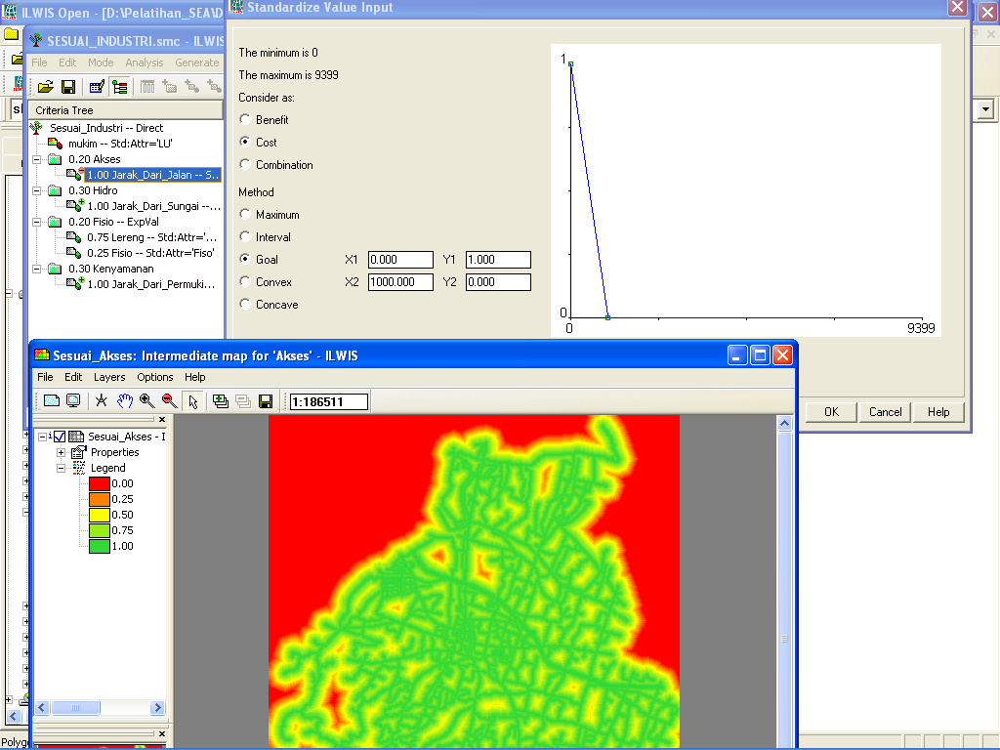 ILWIS Open - [D:\Pelatihan_SEA\D
Standardize Value Input
SESUAI_INDUSTRI.smc - ILWIS
File Edit Mode Analysis Generate
Criteria Tree
Sesuai_Industri -- Direct
mukim -- Std:Attr='LU'
0.20 Akses
1.00 Jarak_Dari_Jalan -- S..
0.30 Hidro
1.00 Jarak_Dari_Sungai --...
0.20 Fisio -- ExpVal
0.75 Lereng -- Std:Attr='...
0.25 Fisio -- Std:Attr='Fiso'
0.30 Kenyamanan
1.00 Jarak_Dari_Permuki...
The minimum is 0
The maximum is 9399
Consider as:
Benefit
Cost
Combination
Method
Maximum
Interval
Goal X1 0.000 Y1 1.000
Convex X2 1000.000 Y2 0.000
Concave
1
0
0 9399
OK Cancel Help
Sesuai_Akses: Intermediate map for 'Akses' - ILWIS
File Edit Layers Options Help
1:186511
Sesuai_Akses - I
Properties
Legend
0.00
0.25
0.50
0.75
1.00
Polyg